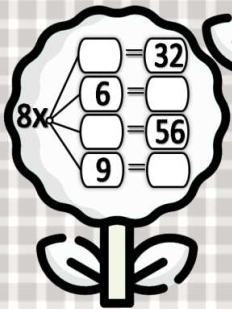 = 32
6 =
8x
= 56
9 =